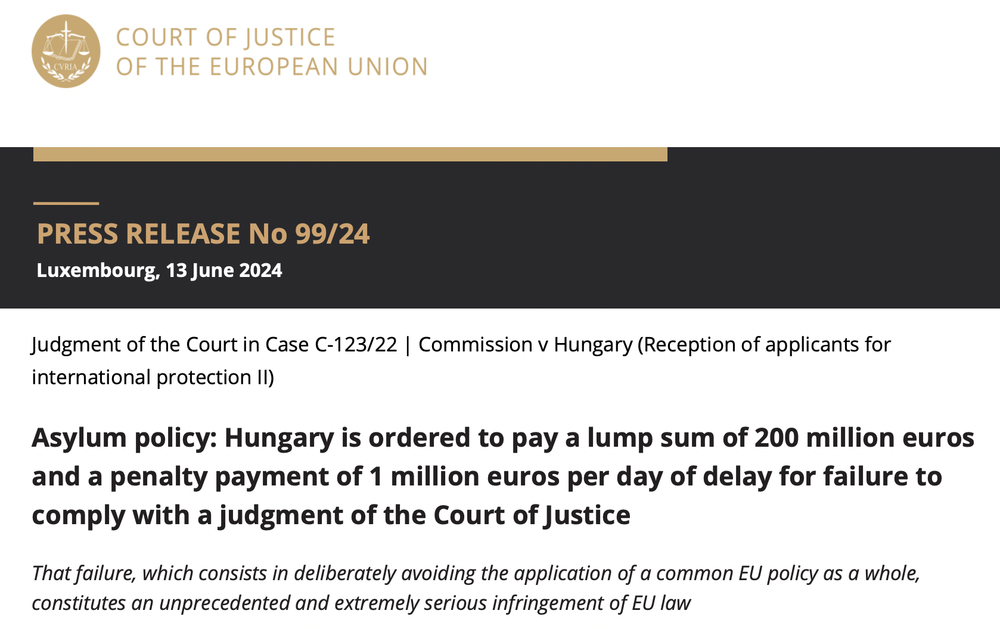 CVRIA
COURT OF JUSTICE
OF THE EUROPEAN UNION
PRESS RELEASE No 99/24
Luxembourg, 13 June 2024
Judgment of the Court in Case C-123/22 | Commission v Hungary (Reception of applicants for
international protection II)
Asylum policy: Hungary is ordered to pay a lump sum of 200 million euros
and a penalty payment of 1 million euros per day of delay for failure to
comply with a judgment of the Court of Justice
That failure, which consists in deliberately avoiding the application of a common EU policy as a whole,
constitutes an unprecedented and extremely serious infringement of EU law